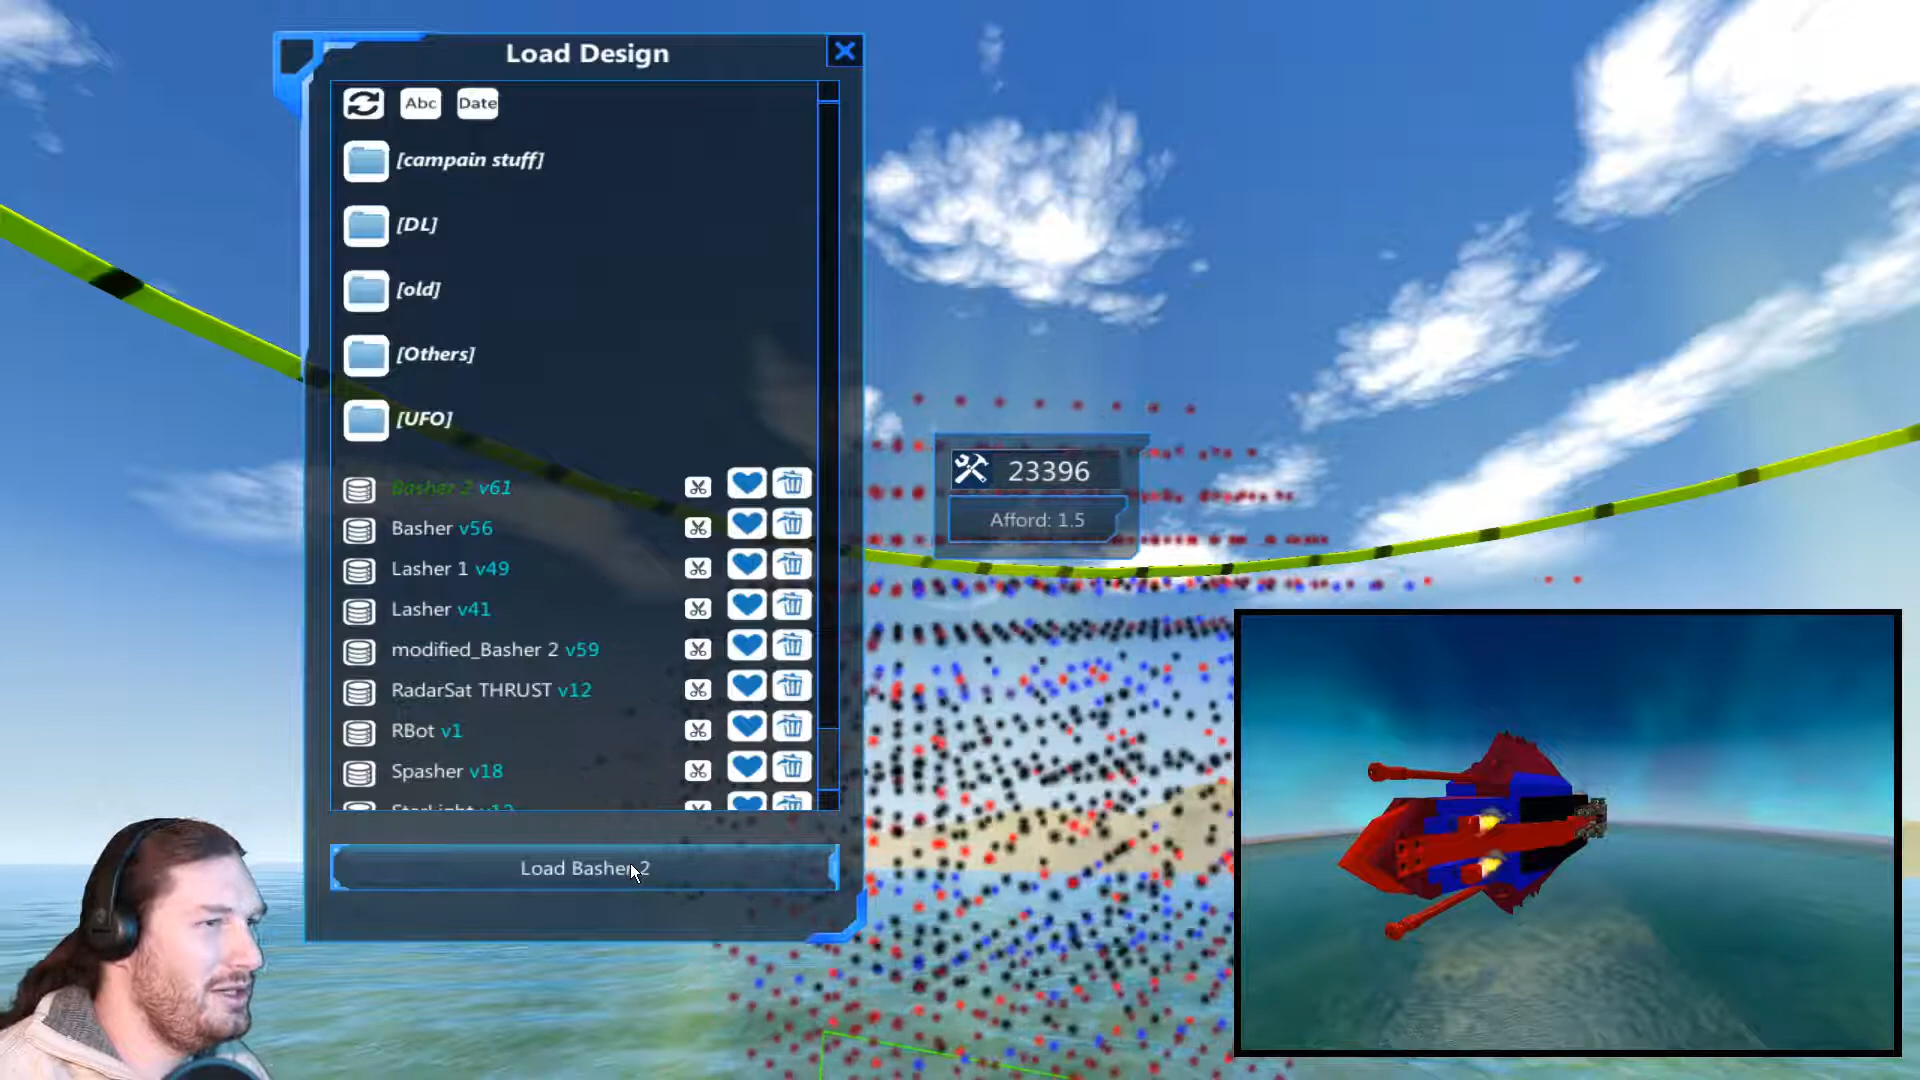 Load Design
Abc Date
[campain stuff]
[DL]
[old]
[Others]
[UFO]
Basher 2 v61
Basher v56
Lasher 1 v49
Lasher v41
modified_Basher 2 v59
RadarSat THRUST v12
RBot v1
Spasher v18
Load Basher 2
23396
Afford: 1.5